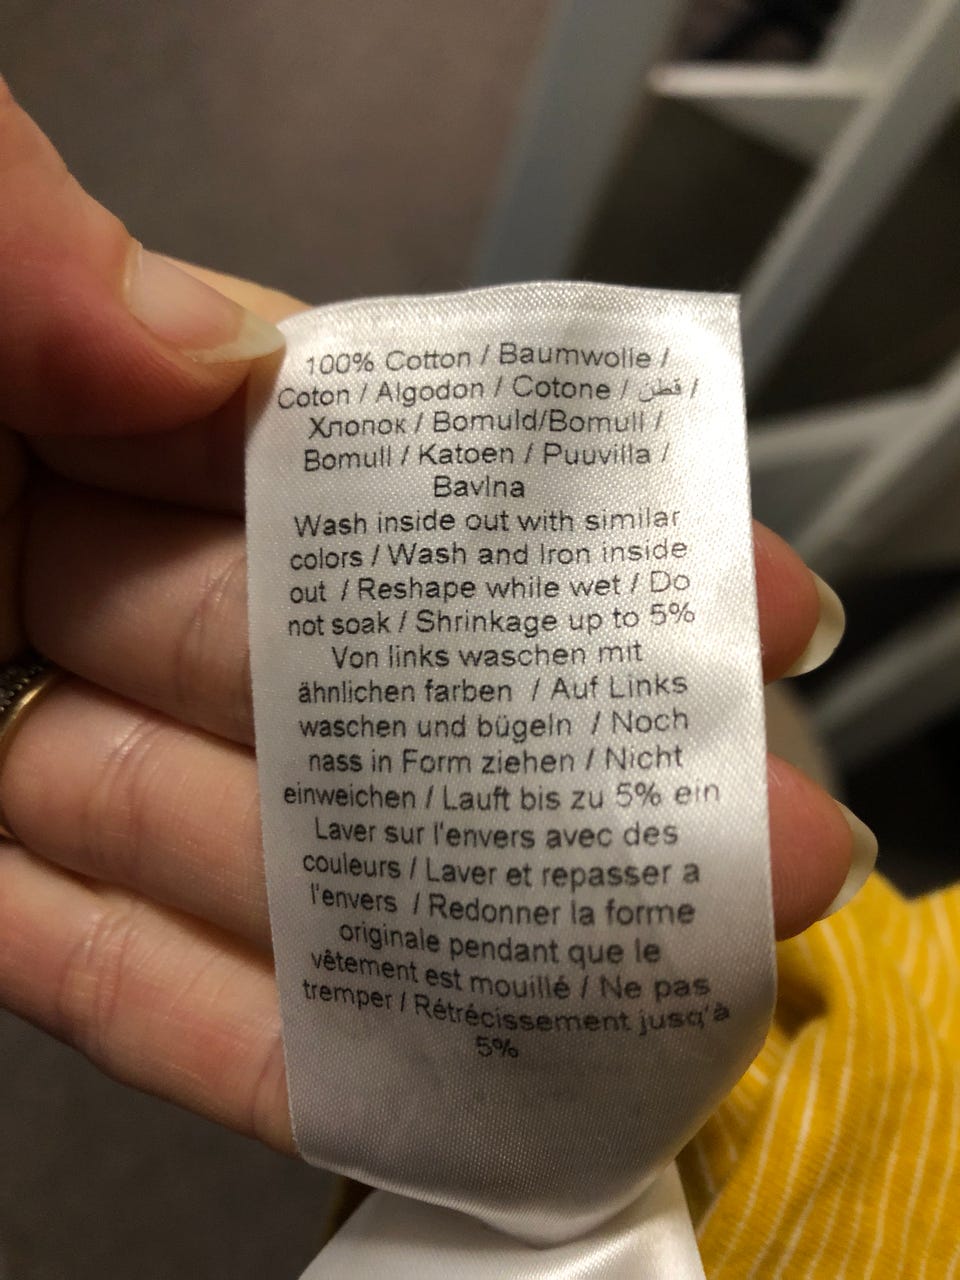 100% Cotton / Baumwolle /
Coton / Algodon / Cotone / قطن /
Хлопок / Bomuld/Bomull /
Bomull / Katoen / Puuvilla /
Bavlna
Wash inside out with similar
colors / Wash and Iron inside
out / Reshape while wet / Do
not soak / Shrinkage up to 5%
Von links waschen mit
ähnlichen farben / Auf Links
waschen und bügeln / Noch
nass in Form ziehen / Nicht
einweichen / Lauft bis zu 5% ein
Laver sur l'envers avec des
couleurs / Laver et repasser a
l'envers / Redonner la forme
originale pendant que le
vêtement est mouillé / Ne pas
tremper / Rétrécissement jusq'à
5%